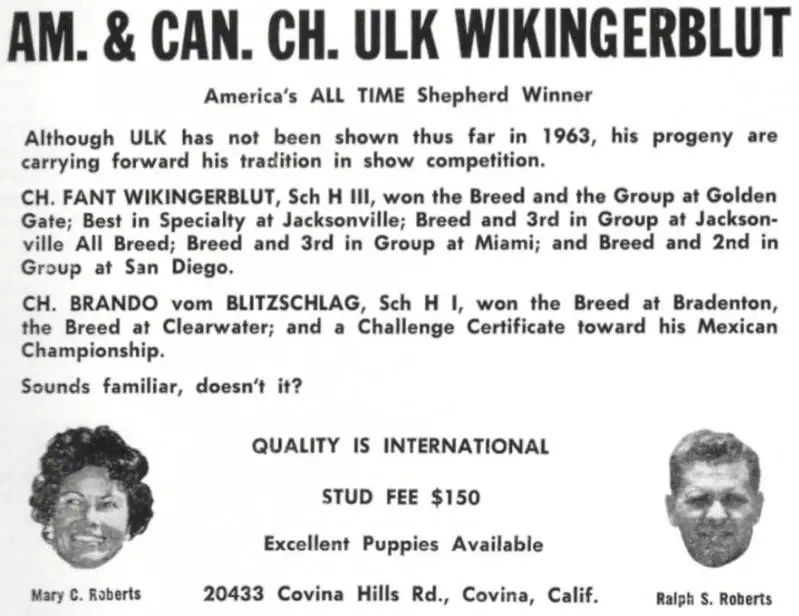 AM. & CAN. CH. ULK WIKINGERBLUT
America's ALL TIME Shepherd Winner
Although ULK has not been shown thus far in 1963, his progeny are
carrying forward his tradition in show competition.
CH. FANT WIKINGERBLUT, Sch H III, won the Breed and the Group at Golden
Gate; Best in Specialty at Jacksonville; Breed and 3rd in Group at Jackson-
ville All Breed; Breed and 3rd in Group at Miami; and Breed and 2nd in
Group at San Diego.
CH. BRANDO vom BLITZSCHLAG, Sch H I, won the Breed at Bradenton,
the Breed at Clearwater; and a Challenge Certificate toward his Mexican
Championship.
Sounds familiar, doesn't it?
QUALITY IS INTERNATIONAL
STUD FEE $150
Excellent Puppies Available
Mary C. Roberts
20433 Covina Hills Rd., Covina, Calif.
Ralph S. Roberts